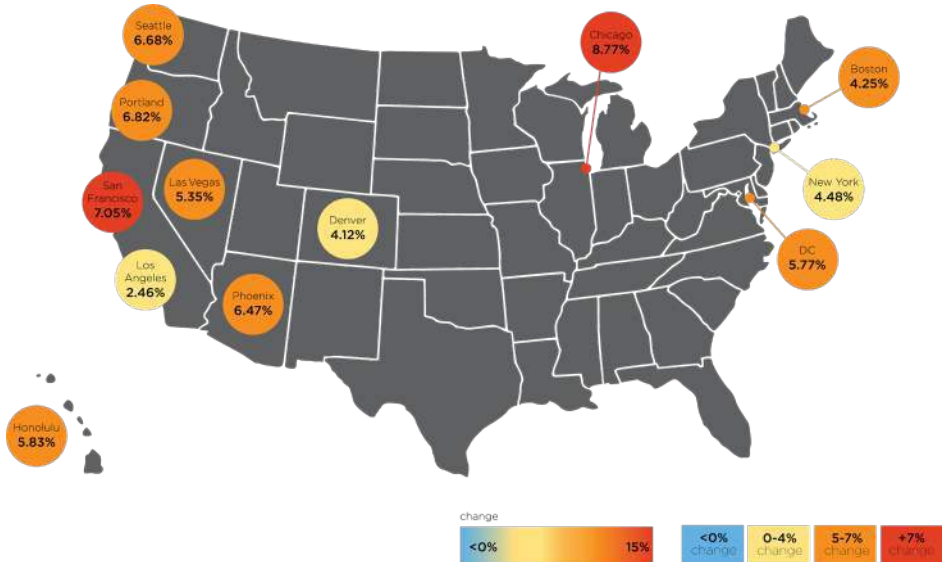 Seattle
6.68%
Portland
6.82%
San
Francisco
7.05%
Las Vegas
5.35%
Los
Angeles
2.46%
Phoenix
6.47%
Denver
4.12%
Chicago
8.77%
Boston
4.25%
New York
4.48%
DC
5.77%
Honolulu
5.83%
change
<0% 15%
<0%
change
0-4%
change
5-7%
change
+7%
change